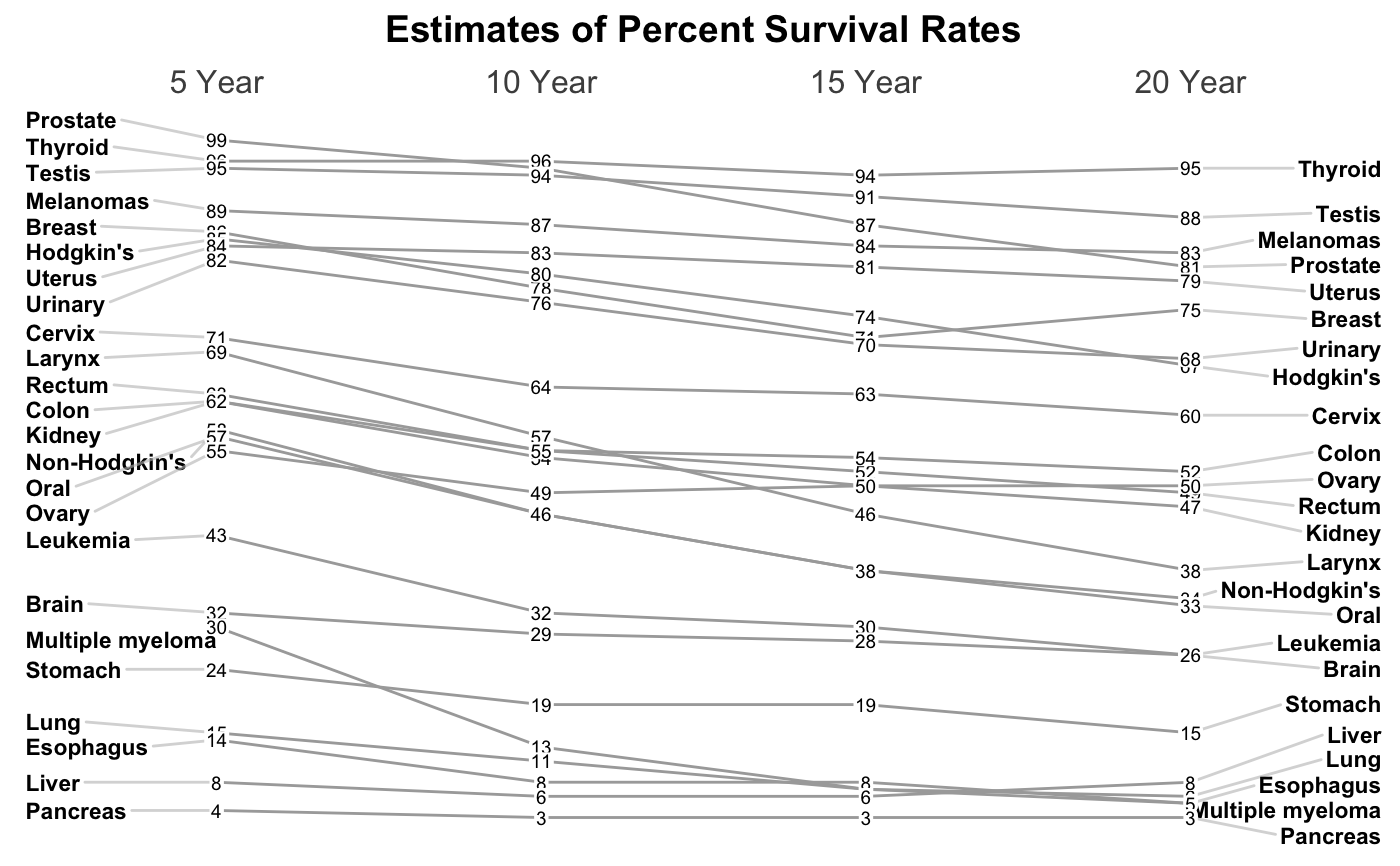 Estimates of Percent Survival Rates
5 Year 10 Year 15 Year 20 Year
Prostate
99
Thyroid 96 94 95 Thyroid
Testis 95 94 91 88 Testis
Melanomas 89 87 84 83 Melanomas
Breast
87 81 Prostate
Hodgkin's
Uterus 84 83 81 79 Uterus
80 74
78 75 Breast
Urinary 82 76 70 68 Urinary
Hodgkin's
Cervix 71 64 63 60 Cervix
Larynx 69 57
Rectum
Colon 62 55 54 52 Colon
Kidney
52
Non-Hodgkin's 57
Oral
Ovary 55 49 50 50 Ovary
Rectum
47 Kidney
46 46 38 Larynx
38 Non-Hodgkin's
33 Oral
Leukemia 43 32 30 26 Leukemia
Brain 32 29 28 Brain
Multiple myeloma 30 13
Stomach 24 19 19 15 Stomach
Lung 15 11
Esophagus 14 8 8
Liver 8 6 6 8 Liver
Lung
5 Esophagus
Multiple myeloma
Pancreas 4 3 3 3 Pancreas